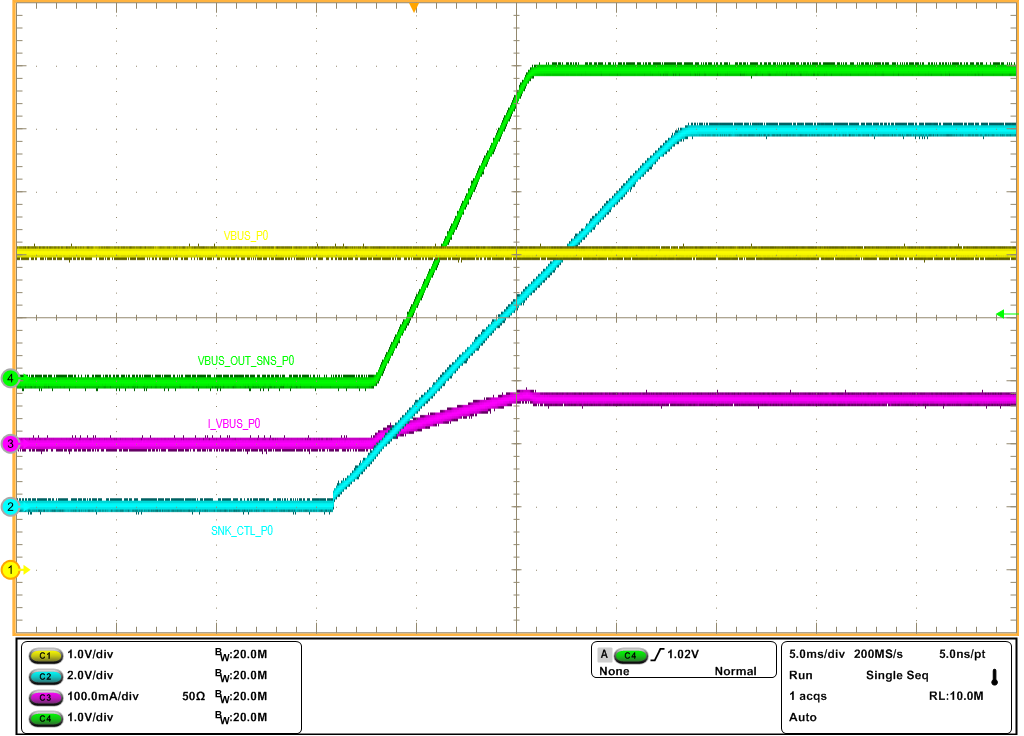 VBUS_P0
VBUS_OUT_SNS_P0
4
I_VBUS_P0
3
2
SNK_CTL_P0
1
C1 1.0V/div BW:20.0M
C2 2.0V/div BW:20.0M
C3 100.0mA/div 50Ω BW:20.0M
C4 1.0V/div BW:20.0M
A C4 1.02V
None Normal
5.0ms/div 200MS/s 5.0ns/pt
Run Single Seq
1 acqs RL:10.0M
Auto